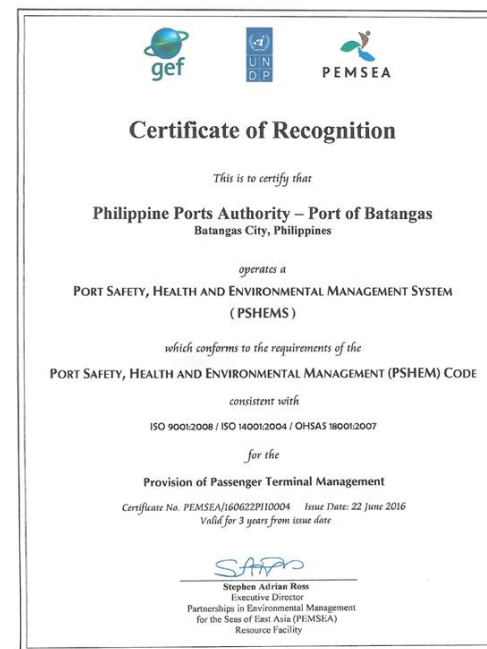 gef
U N
D P
PEMSEA
Certificate of Recognition
This is to certify that
Philippine Ports Authority – Port of Batangas
Batangas City, Philippines
operates a
PORT SAFETY, HEALTH AND ENVIRONMENTAL MANAGEMENT SYSTEM
( PSHEMS )
which conforms to the requirements of the
PORT SAFETY, HEALTH AND ENVIRONMENTAL MANAGEMENT (PSHEM) CODE
consistent with
ISO 9001:2008 / ISO 14001:2004 / OHSAS 18001:2007
for the
Provision of Passenger Terminal Management
Certificate No. PEMSEA/160622PI10004 Issue Date: 22 June 2016
Valid for 3 years from issue date
Stephen Adrian Ross
Executive Director
Partnerships in Environmental Management
for the Seas of East Asia (PEMSEA)
Resource Facility